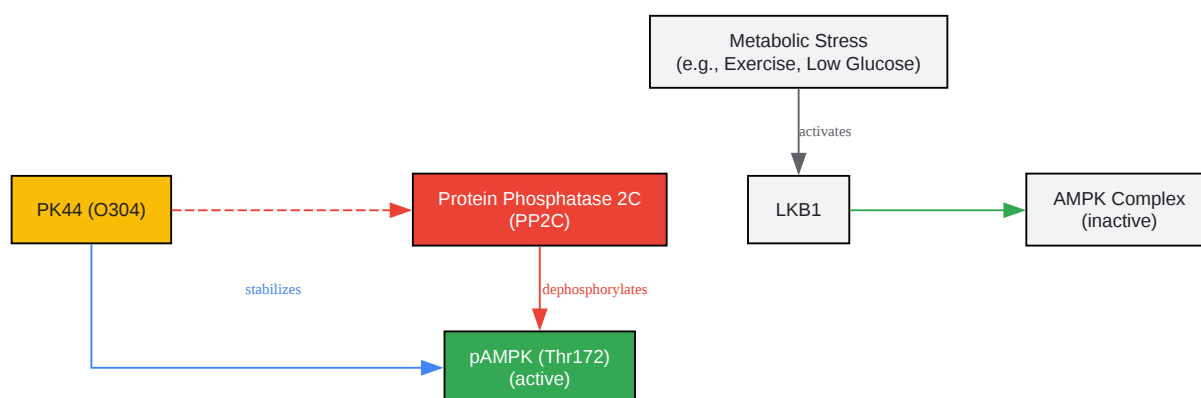 Metabolic Stress
(e.g., Exercise, Low Glucose)
activates
PK44 (O304)
Protein Phosphatase 2C
(PP2C)
LKB1
AMPK Complex
(inactive)
stabilizes
dephosphorylates
pAMPK (Thr172)
(active)